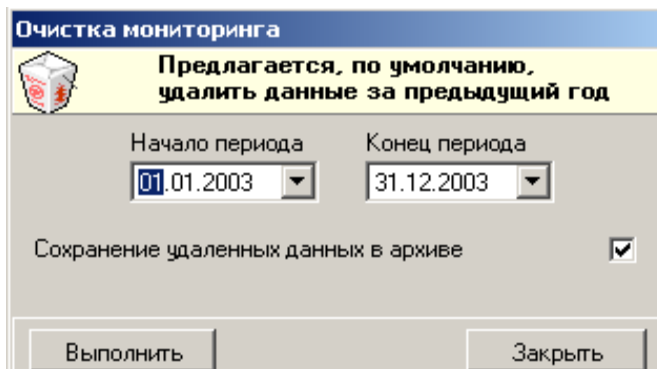 Очистка мониторинга
Предлагается, по умолчанию,
удалить данные за предыдущий год
Начало периода Конец периода
01.01.2003 31.12.2003
Сохранение удаленных данных в архиве
Выполнить Закрыть